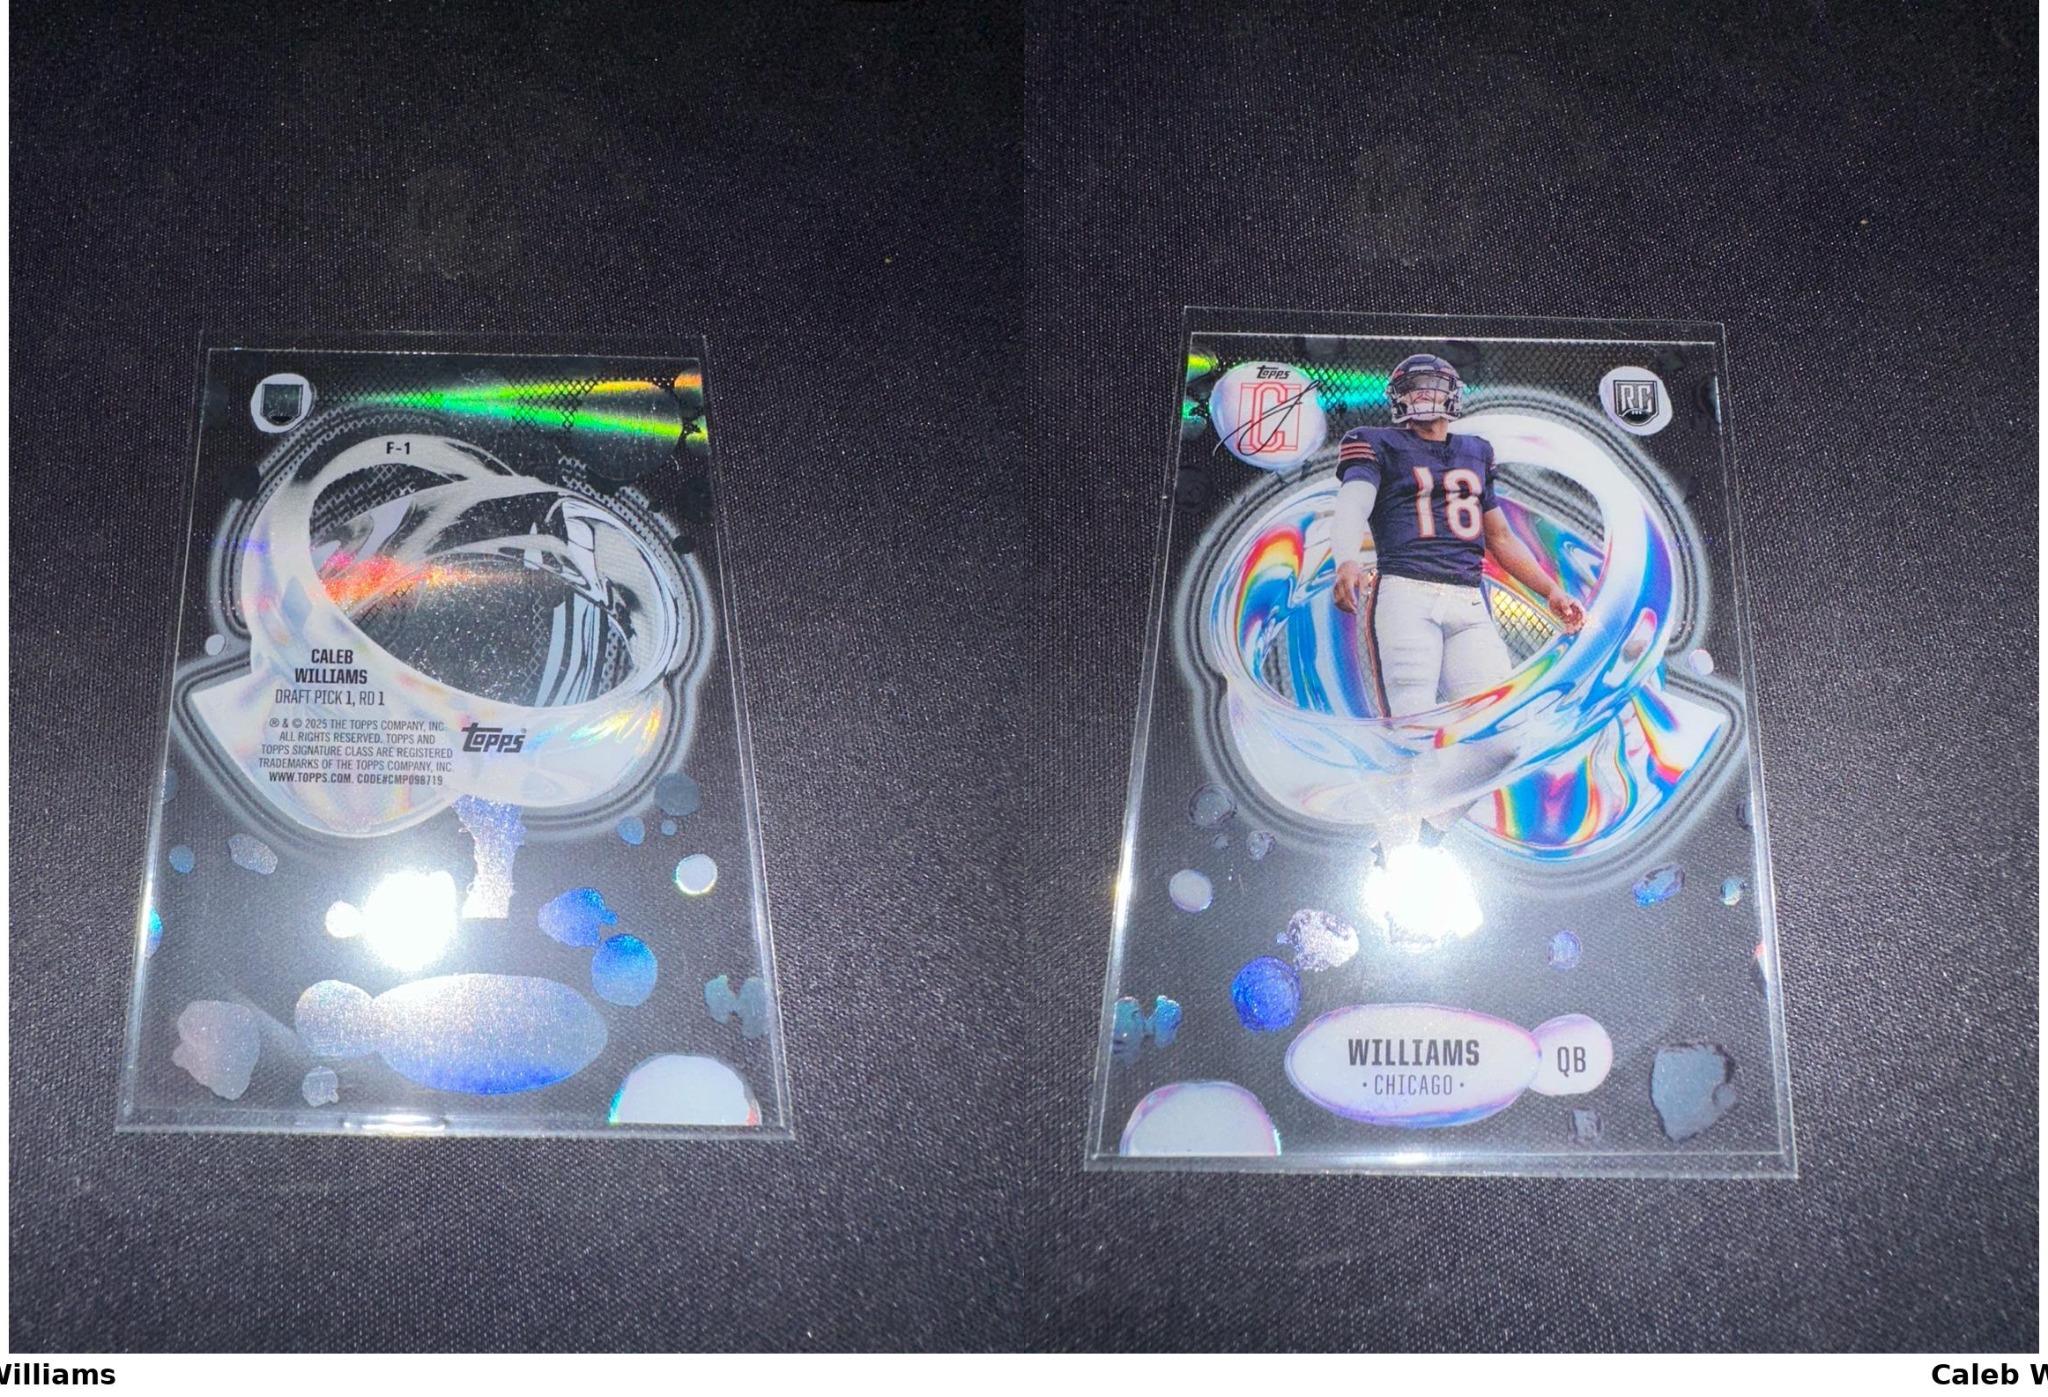 F-1
CALEB
WILLIAMS
DRAFT PICK 1, RD 1
® & © 2025 THE TOPPS COMPANY, INC.
ALL RIGHTS RESERVED. TOPPS AND
TOPPS SIGNATURE CLASS ARE REGISTERED
TRADEMARKS OF THE TOPPS COMPANY, INC.
WWW.TOPPS.COM. CODE#CMP098719
topps®
topps
RC
18
WILLIAMS
• CHICAGO •
QB
Williams
Caleb W